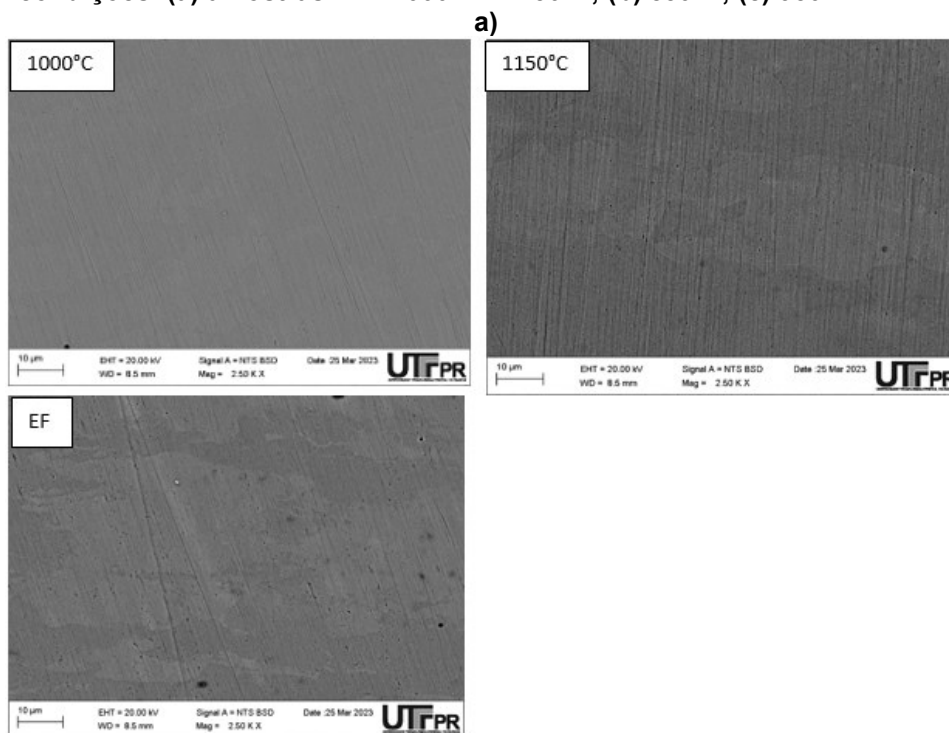 a)
1000°C
1150°C
10 µm
EHT = 20.00 kV
Signal A = NTS BSD
Date :25 Mar 2023
WD = 8.5 mm
Mag = 2.50 K X
UTFPR
10 µm
EHT = 20.00 kV
Signal A = NTS BSD
Date :25 Mar 2023
WD = 8.5 mm
Mag = 2.50 K X
UTFPR
EF
10 µm
EHT = 20.00 kV
Signal A = NTS BSD
Date :25 Mar 2023
WD = 8.5 mm
Mag = 2.50 K X
UTFPR